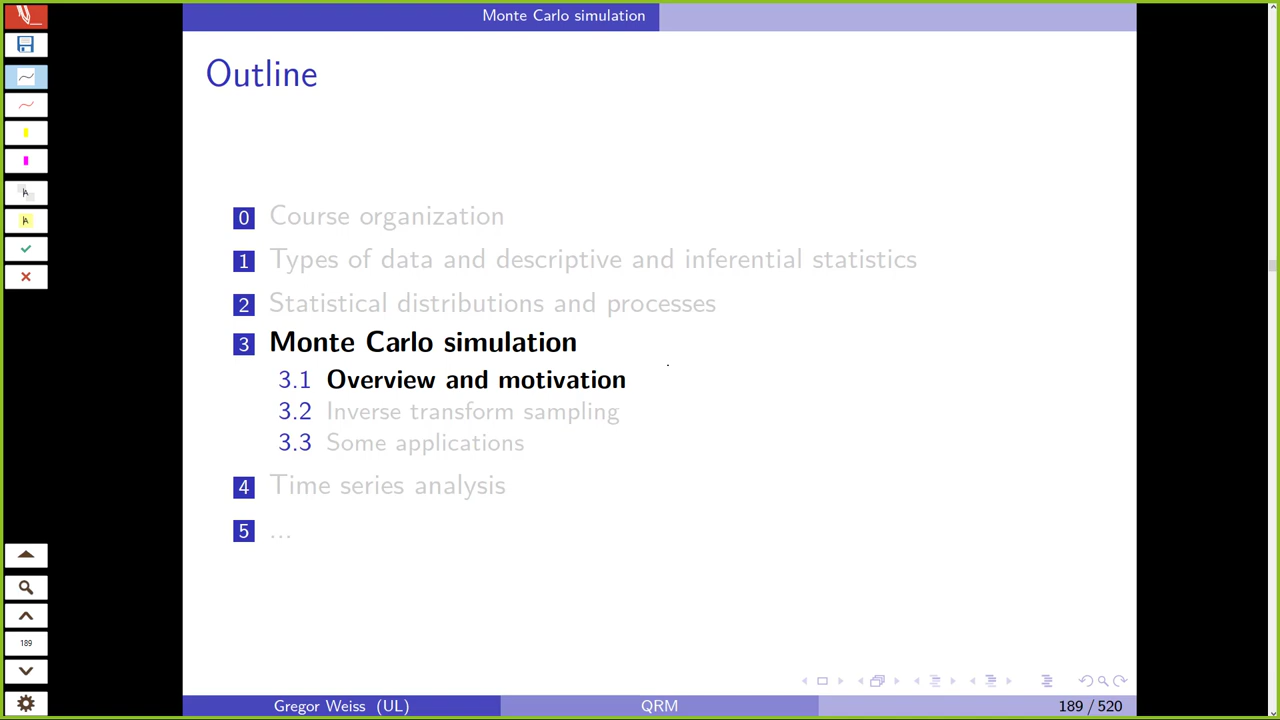 Monte Carlo simulation
Outline
0 Course organization
1 Types of data and descriptive and inferential statistics
2 Statistical distributions and processes
3 Monte Carlo simulation
3.1 Overview and motivation
3.2 Inverse transform sampling
3.3 Some applications
4 Time series analysis
5 ...
189
Gregor Weiss (UL) QRM 189 / 520